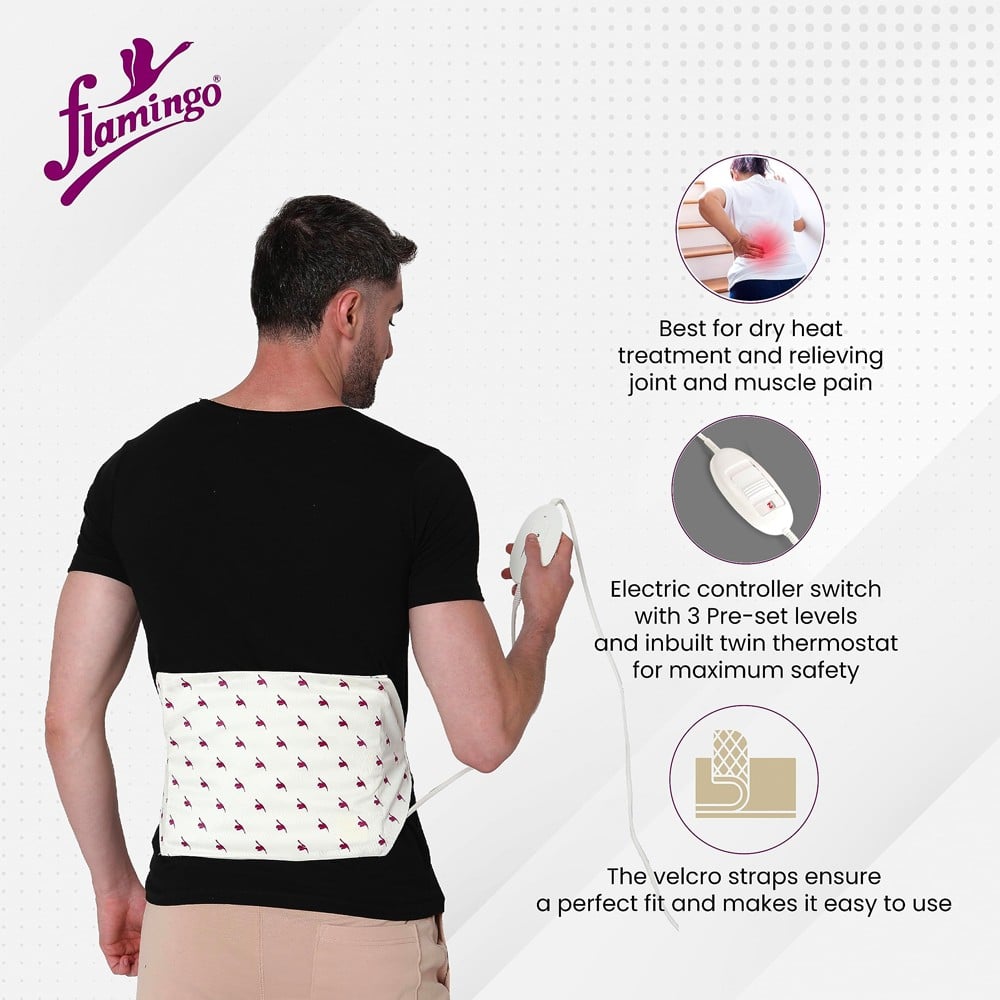 flamingo®
Best for dry heat
treatment and relieving
joint and muscle pain
Electric controller switch
with 3 Pre-set levels
and inbuilt twin thermostat
for maximum safety
The velcro straps ensure
a perfect fit and makes it easy to use